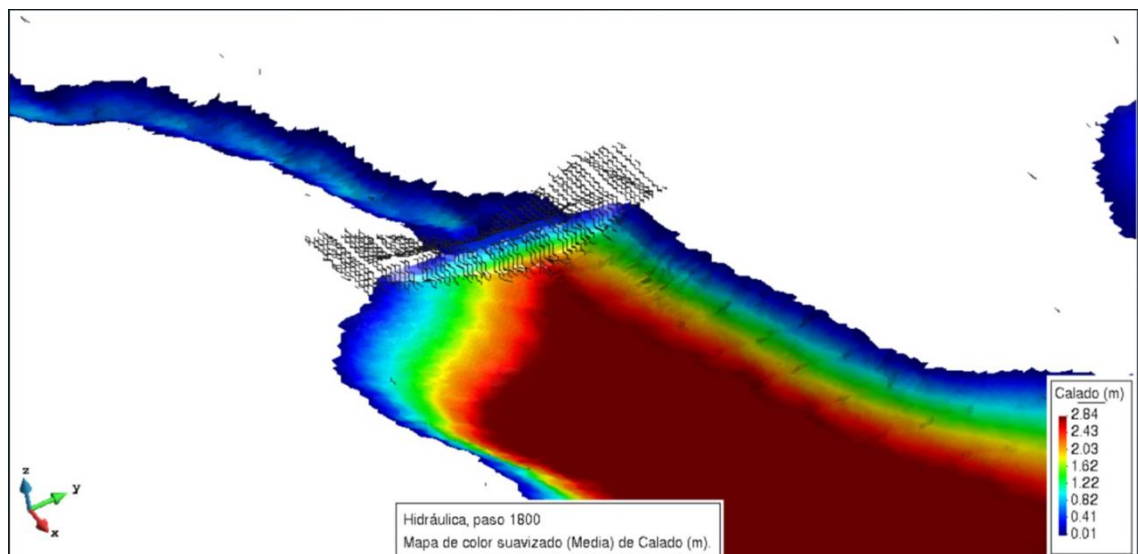 Calado (m)
2.84
2.43
2.03
1.62
1.22
0.82
0.41
0.01
z
y
x
Hidráulica, paso 1800
Mapa de color suavizado (Media) de Calado (m).